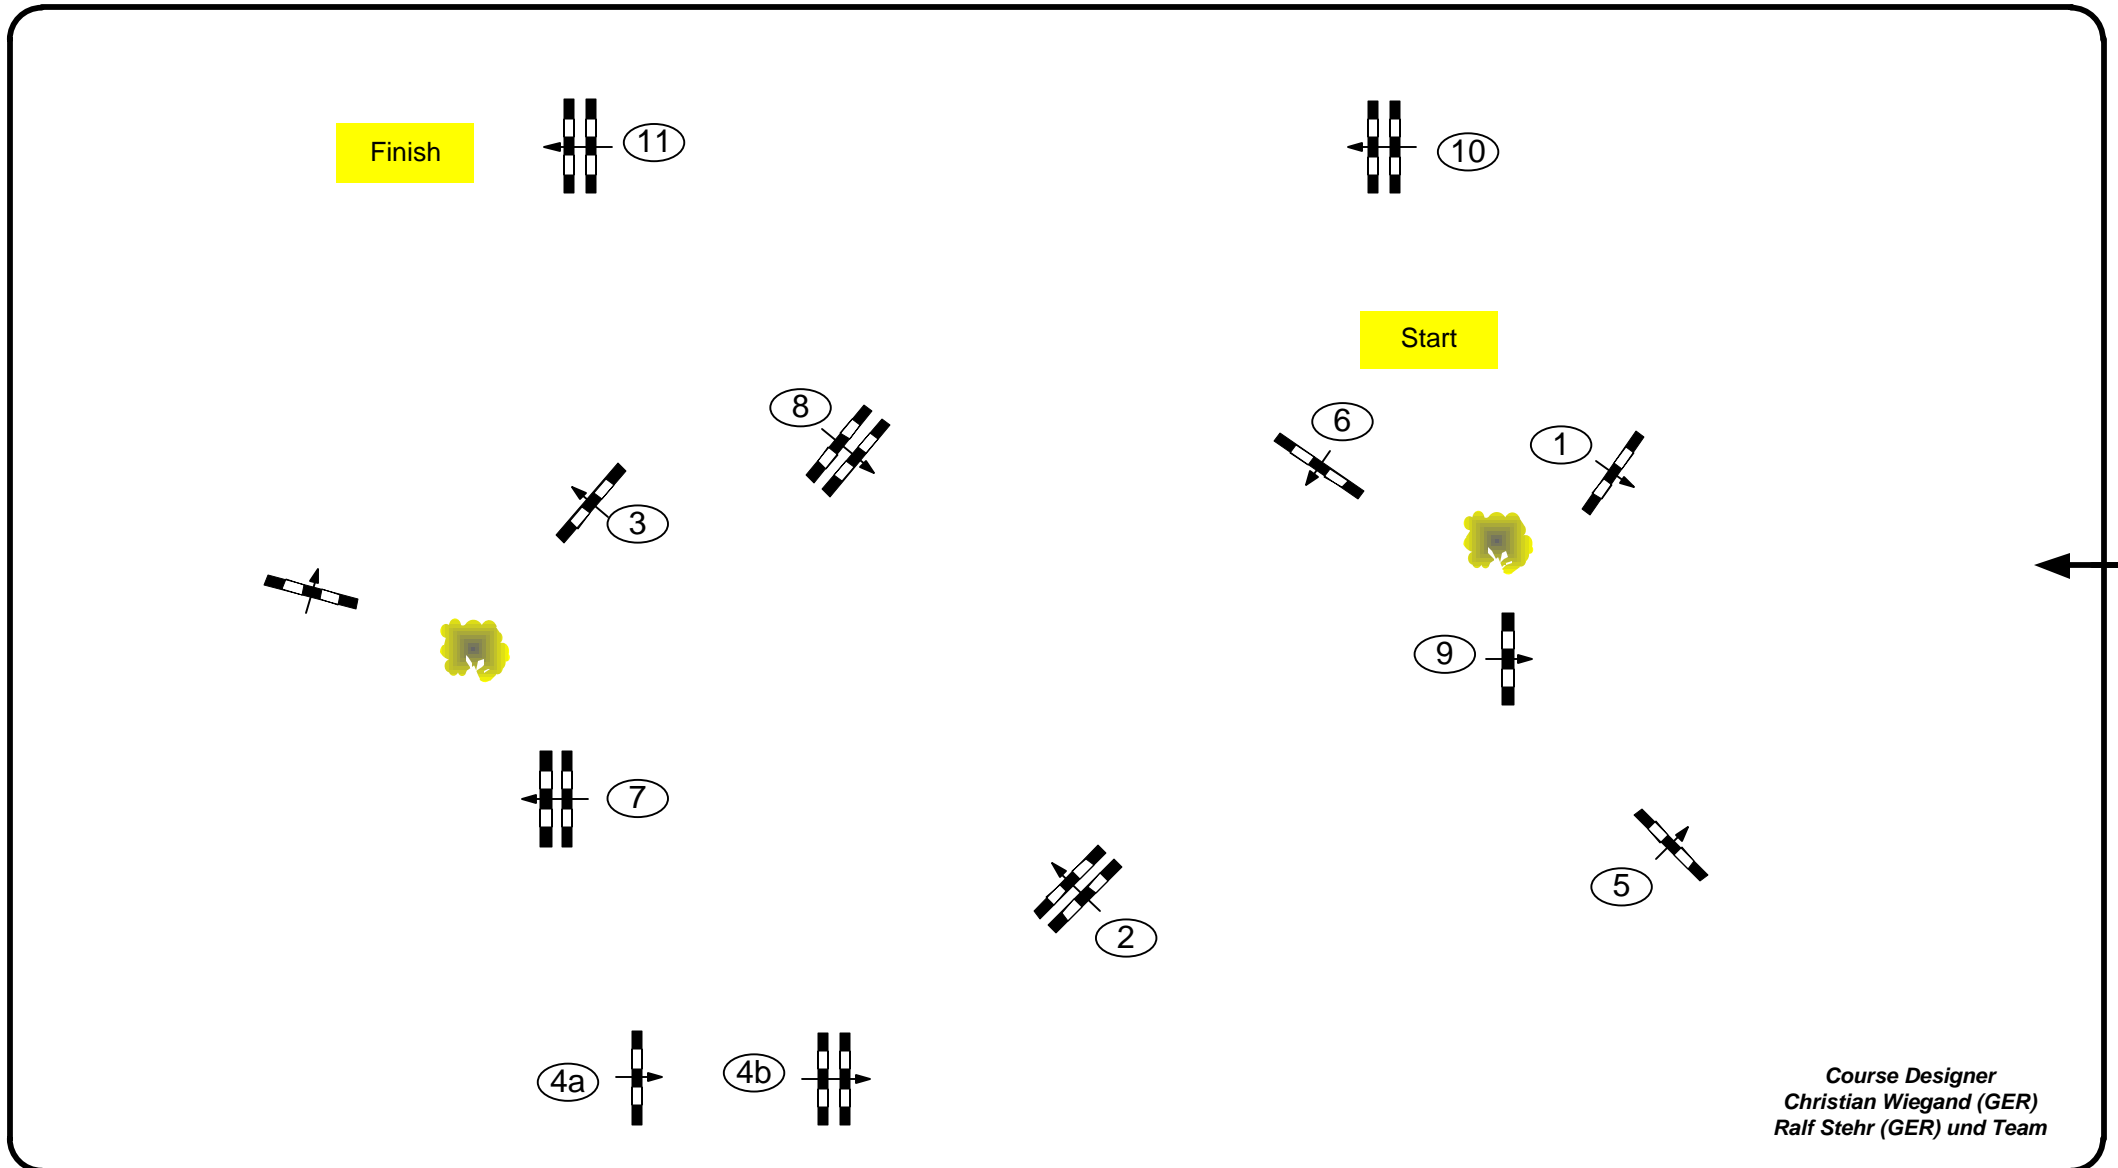 Finish
11
10
Start
8
6
1
3
9
7
5
2
4a
4b
Course Designer
Christian Wiegand (GER)
Ralf Stehr (GER) und Team